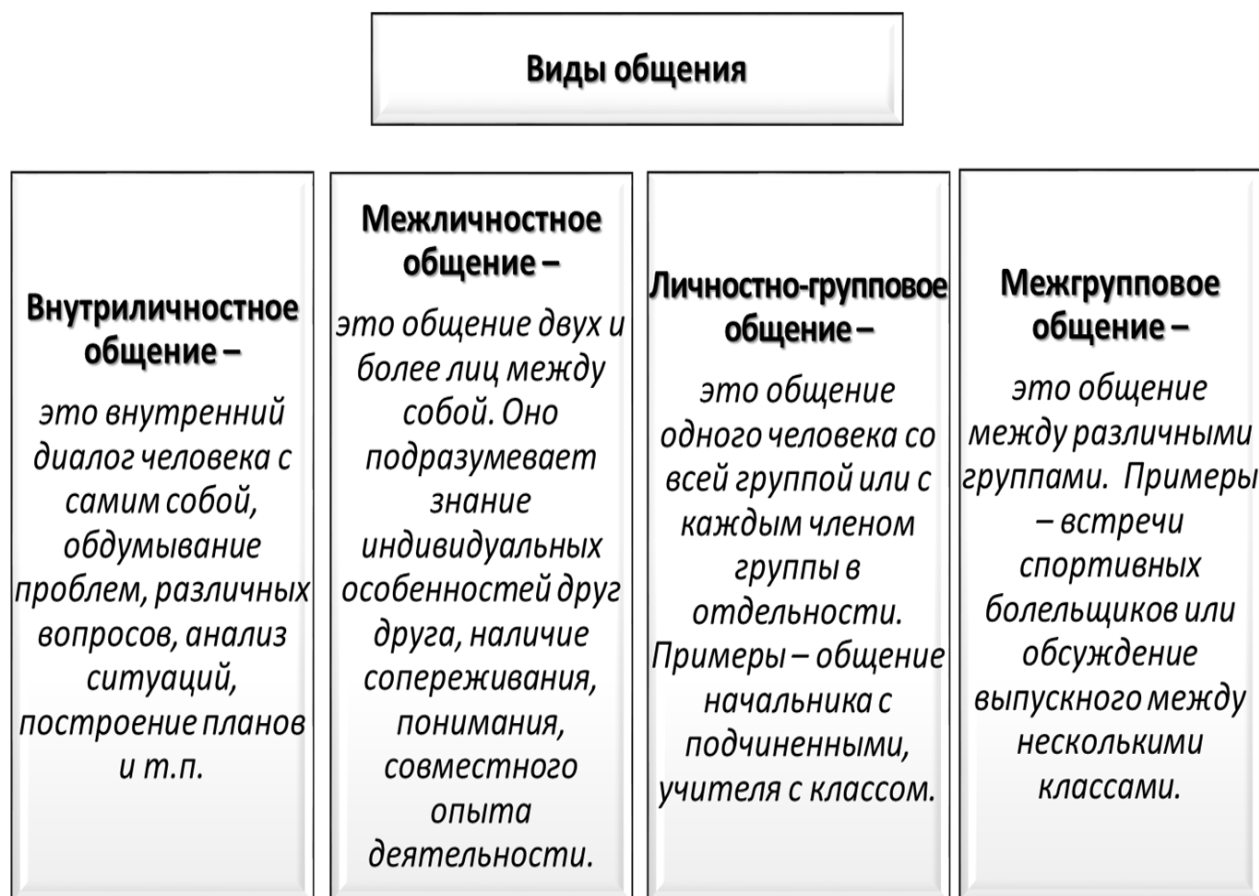 Виды общения
Внутриличностное
общение –
это внутренний
диалог человека с
самим собой,
обдумывание
проблем, различных
вопросов, анализ
ситуаций,
построение планов
и т.п.
Межличностное
общение –
это общение двух и
более лиц между
собой. Оно
подразумевает
знание
индивидуальных
особенностей друг
друга, наличие
сопереживания,
понимания,
совместного
опыта
деятельности.
Личностно-групповое
общение –
это общение
одного человека со
всей группой или с
каждым членом
группы в
отдельности.
Примеры – общение
начальника с
подчиненными,
учителя с классом.
Межгрупповое
общение –
это общение
между различными
группами. Примеры
– встречи
спортивных
болельщиков или
обсуждение
выпускного между
несколькими
классами.